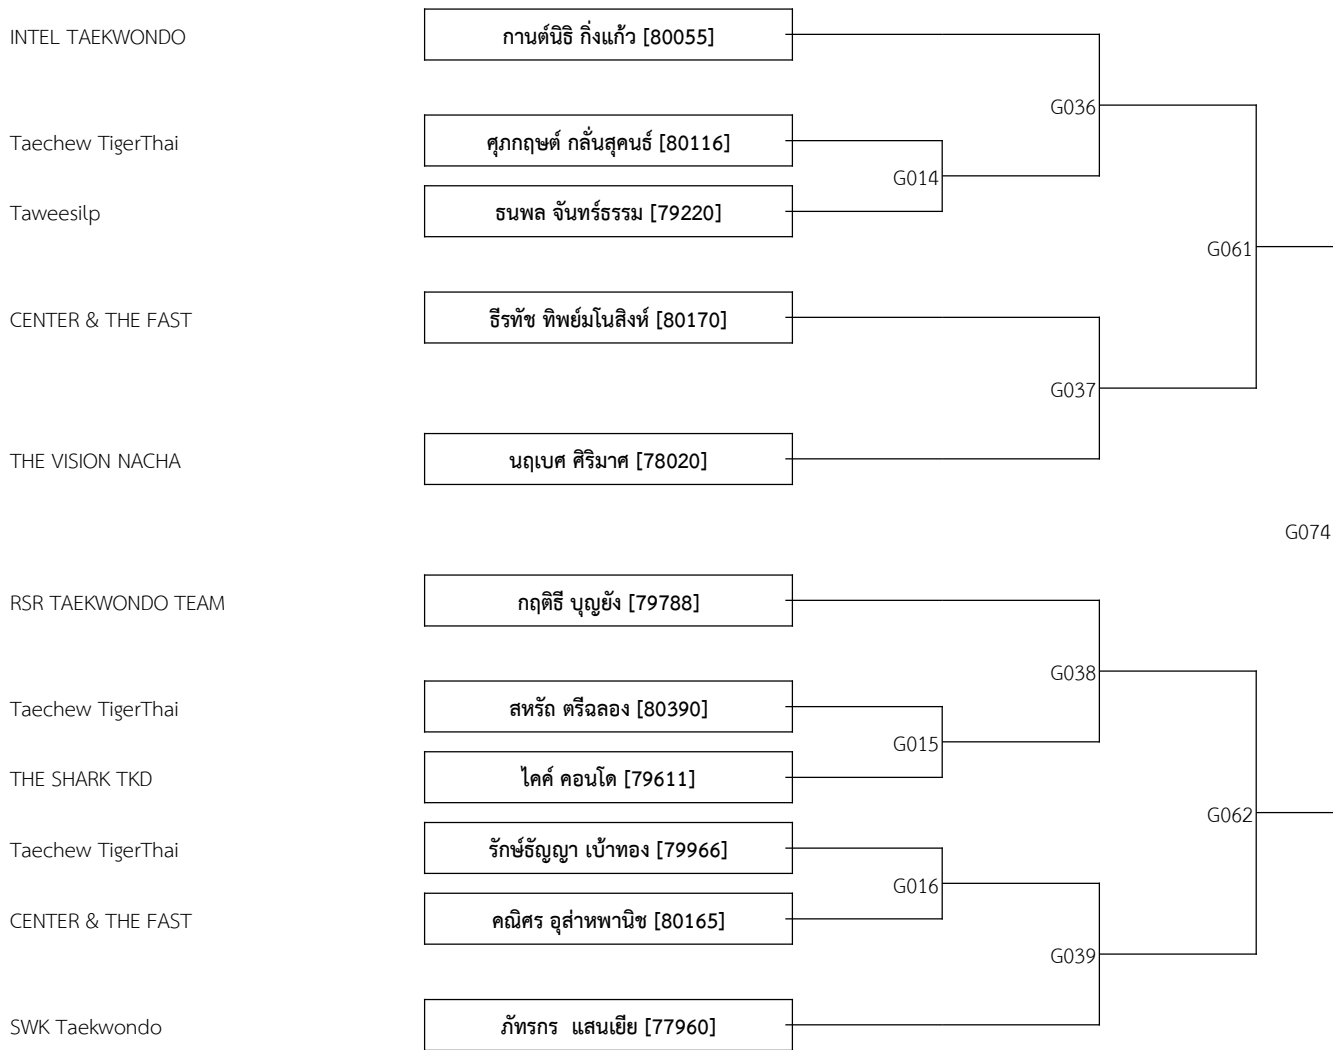 INTEL TAEKWONDO กานต์นิธิ กิ่งแก้ว [80055]
G036
Taechew TigerThai ศุภกฤษต์ กลั่นสุคนธ์ [80116]
G014
Taweesilp ธนพล จันทร์ธรรม [79220]
G061
CENTER & THE FAST ธีรทัช ทิพย์มโนสิงห์ [80170]
G037
THE VISION NACHA นฤเบศ ศิริมาศ [78020]
G074
RSR TAEKWONDO TEAM กฤติธี บุญยัง [79788]
G038
Taechew TigerThai สหรัถ ตรีฉลอง [80390]
G015
THE SHARK TKD ไคค์ คอนโด [79611]
G062
Taechew TigerThai รักษ์ธัญญา เบ้าทอง [79966]
G016
CENTER & THE FAST คณิศร อุส่าหพานิช [80165]
G039
SWK Taekwondo ภัทรกร  แสนเยีย [77960]